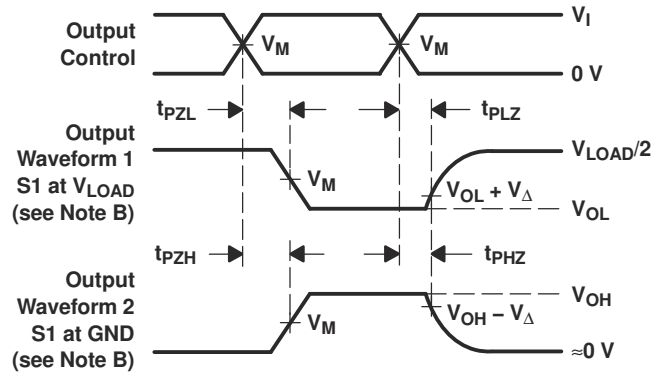 Output
Control
V_M
V_M
V_I
0 V
t_PZL
t_PLZ
Output
Waveform 1
S1 at V_LOAD
(see Note B)
V_M
V_LOAD/2
V_OL + V_Δ
V_OL
t_PZH
t_PHZ
Output
Waveform 2
S1 at GND
(see Note B)
V_M
V_OH
V_OH − V_Δ
≈0 V